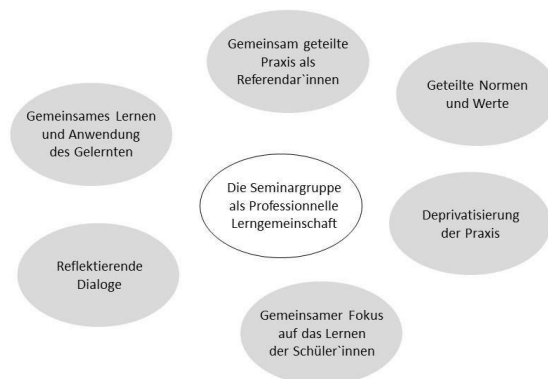 Gemeinsam geteilte
Praxis als
Referendar`innen
Geteilte Normen
und Werte
Gemeinsames Lernen
und Anwendung
des Gelernten
Die Seminargruppe
als Professionelle
Lerngemeinschaft
Deprivatisierung
der Praxis
Reflektierende
Dialoge
Gemeinsamer Fokus
auf das Lernen
der Schüler`innen